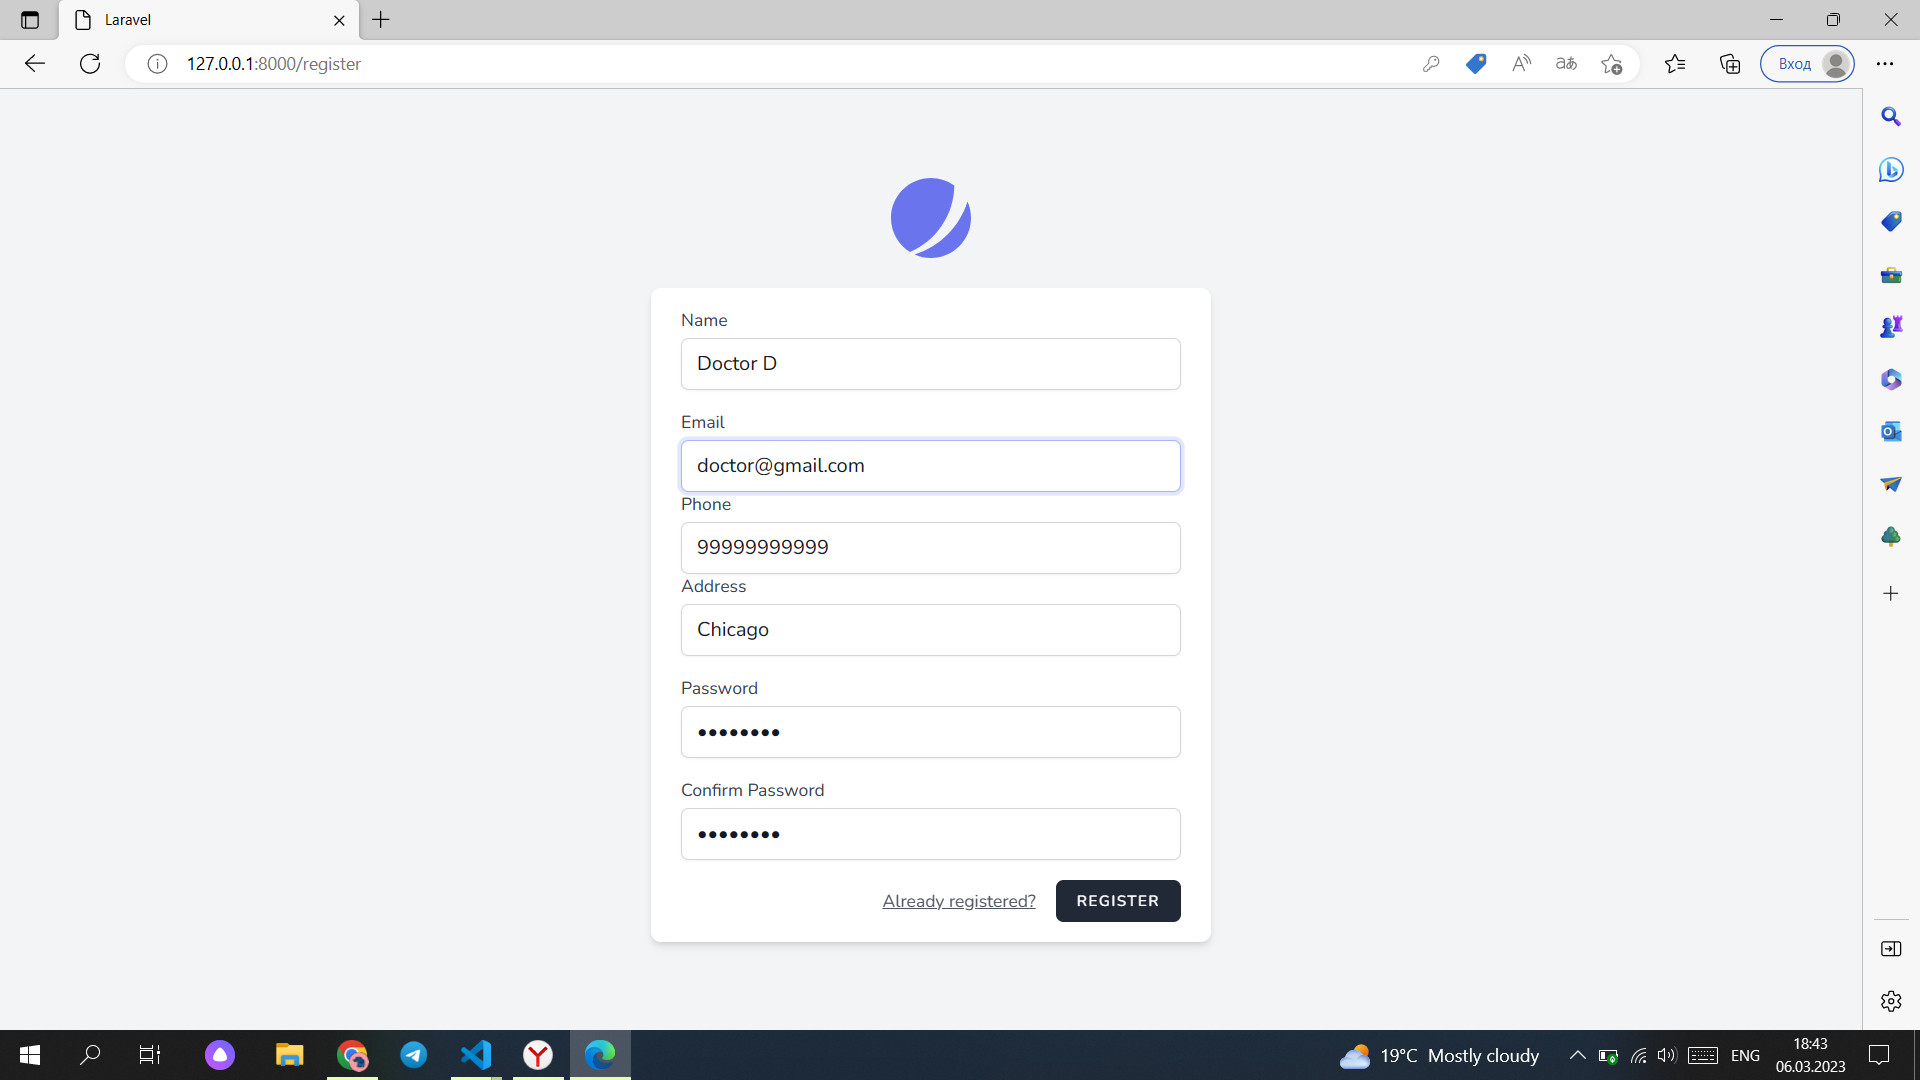 Laravel
127.0.0.1:8000/register
Вход
Name
Doctor D
Email
doctor@gmail.com
Phone
99999999999
Address
Chicago
Password
••••••••
Confirm Password
••••••••
Already registered?
REGISTER
19°C Mostly cloudy
ENG
18:43
06.03.2023